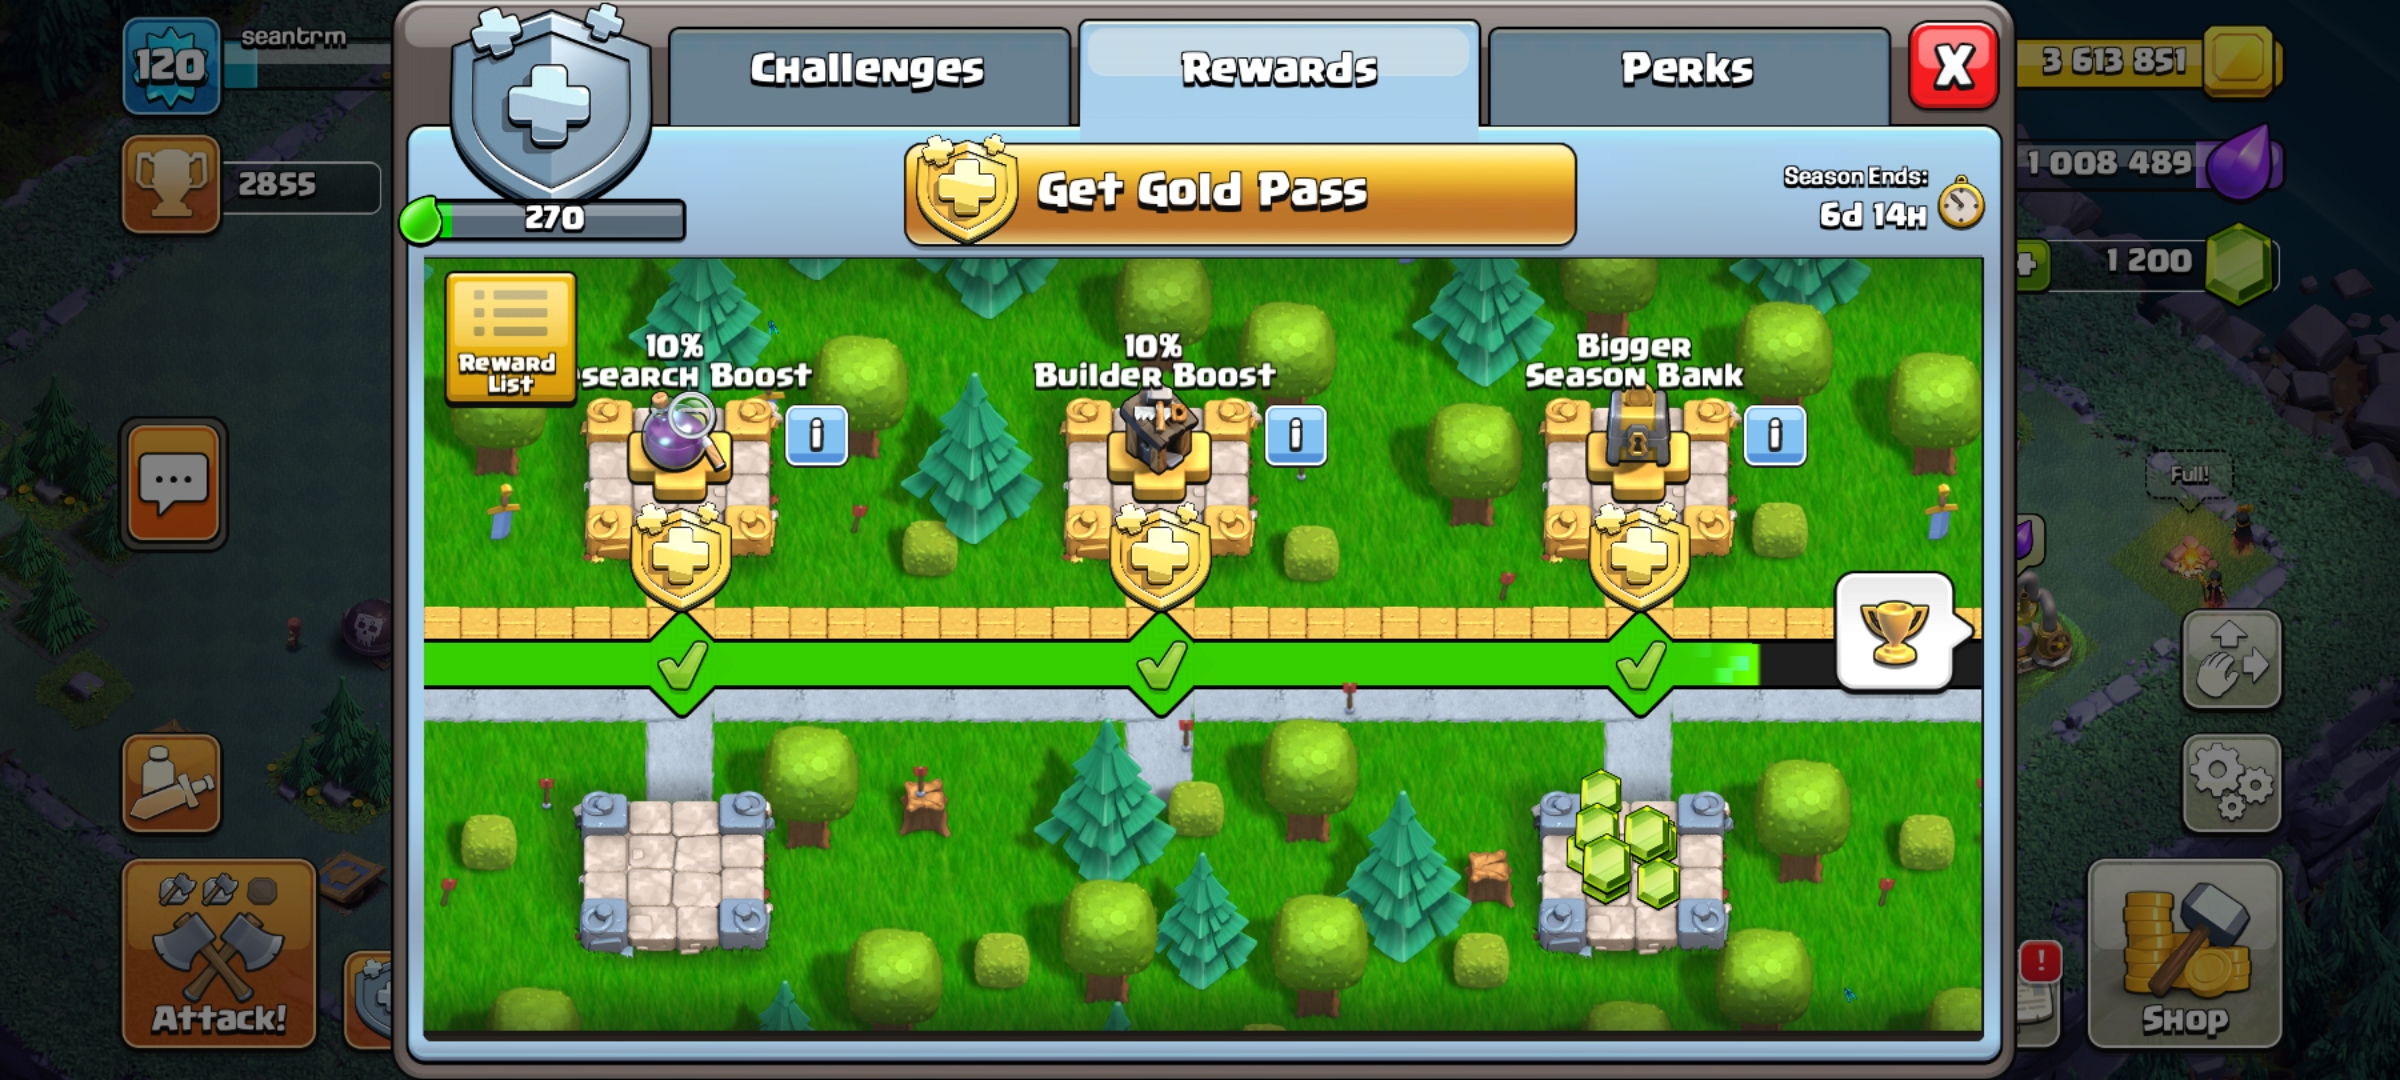 120
seantrm
2855
Challenges
Rewards
Perks
X
3 613 851
1 008 489
1 200
270
Get Gold Pass
Season Ends:
6d 14h
Reward
List
10%
search Boost
10%
Builder Boost
Bigger
Season Bank
i
i
i
Full!
Attack!
!
Shop